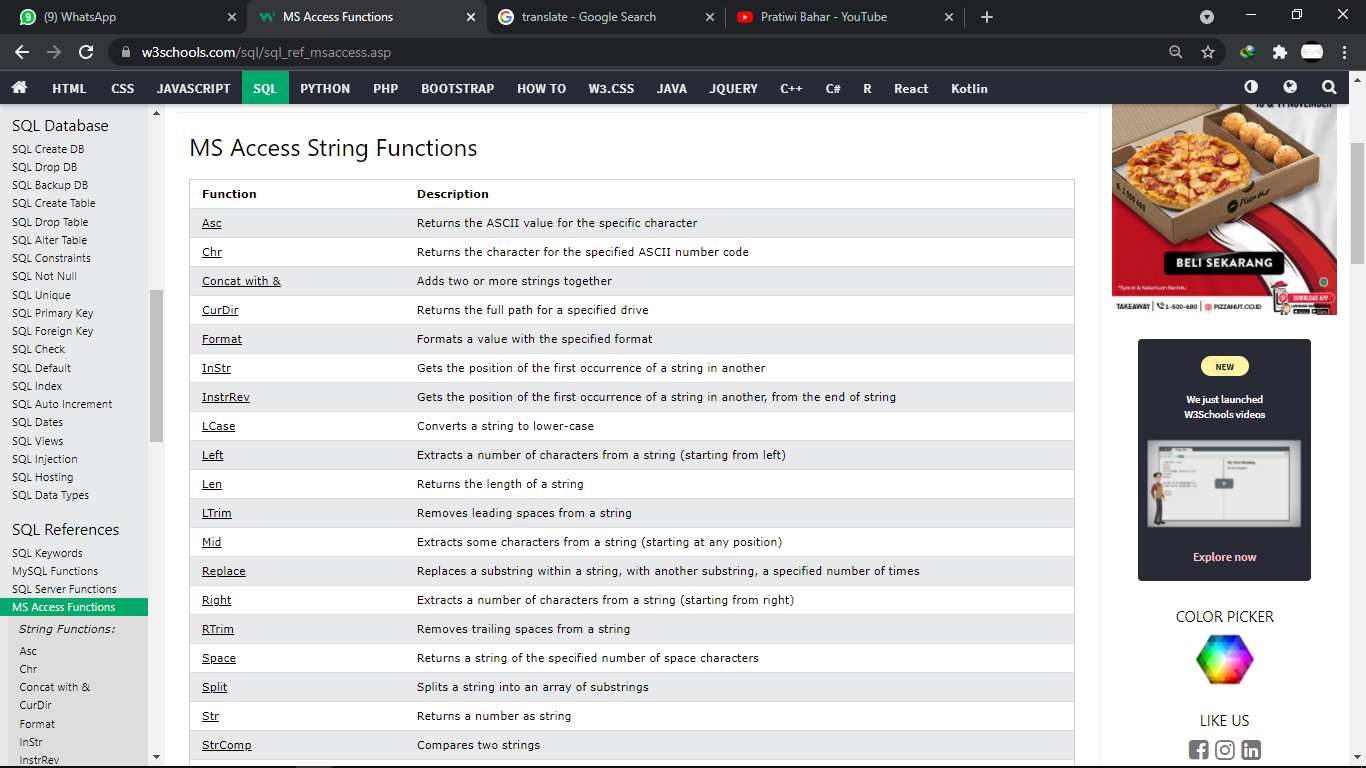 (9) WhatsApp
MS Access Functions
translate - Google Search
Pratiwi Bahar - YouTube
w3schools.com/sql/sql_ref_msaccess.asp
HTML CSS JAVASCRIPT SQL PYTHON PHP BOOTSTRAP HOW TO W3.CSS JAVA JQUERY C++ C# R React Kotlin
SQL Database
SQL Create DB
SQL Drop DB
SQL Backup DB
SQL Create Table
SQL Drop Table
SQL Alter Table
SQL Constraints
SQL Not Null
SQL Unique
SQL Primary Key
SQL Foreign Key
SQL Check
SQL Default
SQL Index
SQL Auto Increment
SQL Dates
SQL Views
SQL Injection
SQL Hosting
SQL Data Types
SQL References
SQL Keywords
MySQL Functions
SQL Server Functions
MS Access Functions
String Functions:
Asc
Chr
Concat with &
CurDir
Format
InStr
InstrRev
MS Access String Functions
Function Description
Asc Returns the ASCII value for the specific character
Chr Returns the character for the specified ASCII number code
Concat with & Adds two or more strings together
CurDir Returns the full path for a specified drive
Format Formats a value with the specified format
InStr Gets the position of the first occurrence of a string in another
InstrRev Gets the position of the first occurrence of a string in another, from the end of string
LCase Converts a string to lower-case
Left Extracts a number of characters from a string (starting from left)
Len Returns the length of a string
LTrim Removes leading spaces from a string
Mid Extracts some characters from a string (starting at any position)
Replace Replaces a substring within a string, with another substring, a specified number of times
Right Extracts a number of characters from a string (starting from right)
RTrim Removes trailing spaces from a string
Space Returns a string of the specified number of space characters
Split Splits a string into an array of substrings
Str Returns a number as string
StrComp Compares two strings
Pizza Hut
BELI SEKARANG
DOWNLOAD APP
TAKEAWAY 1-500-600 PIZZAHUT.CO.ID
NEW
We just launched
W3Schools videos
Explore now
COLOR PICKER
LIKE US